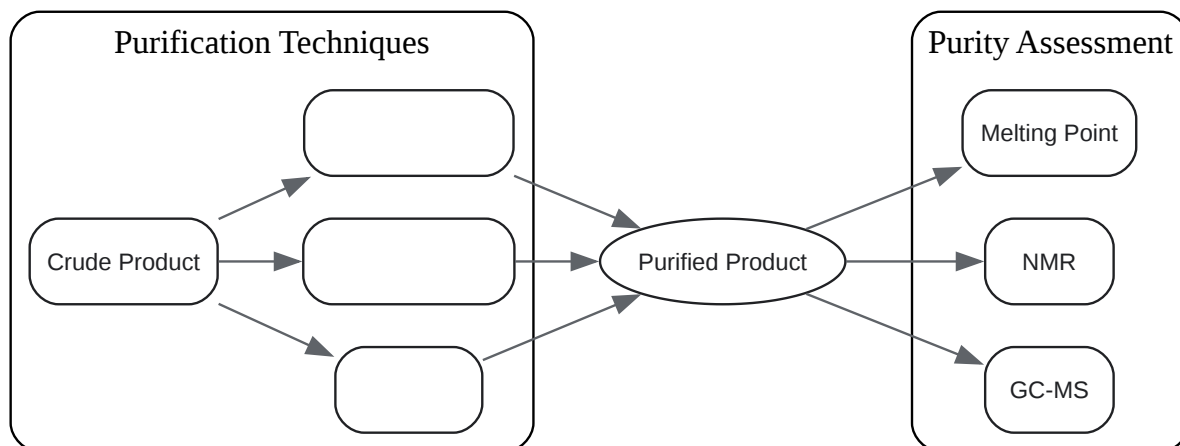 Purification Techniques
Purity Assessment
Crude Product
Purified Product
Melting Point
NMR
GC-MS